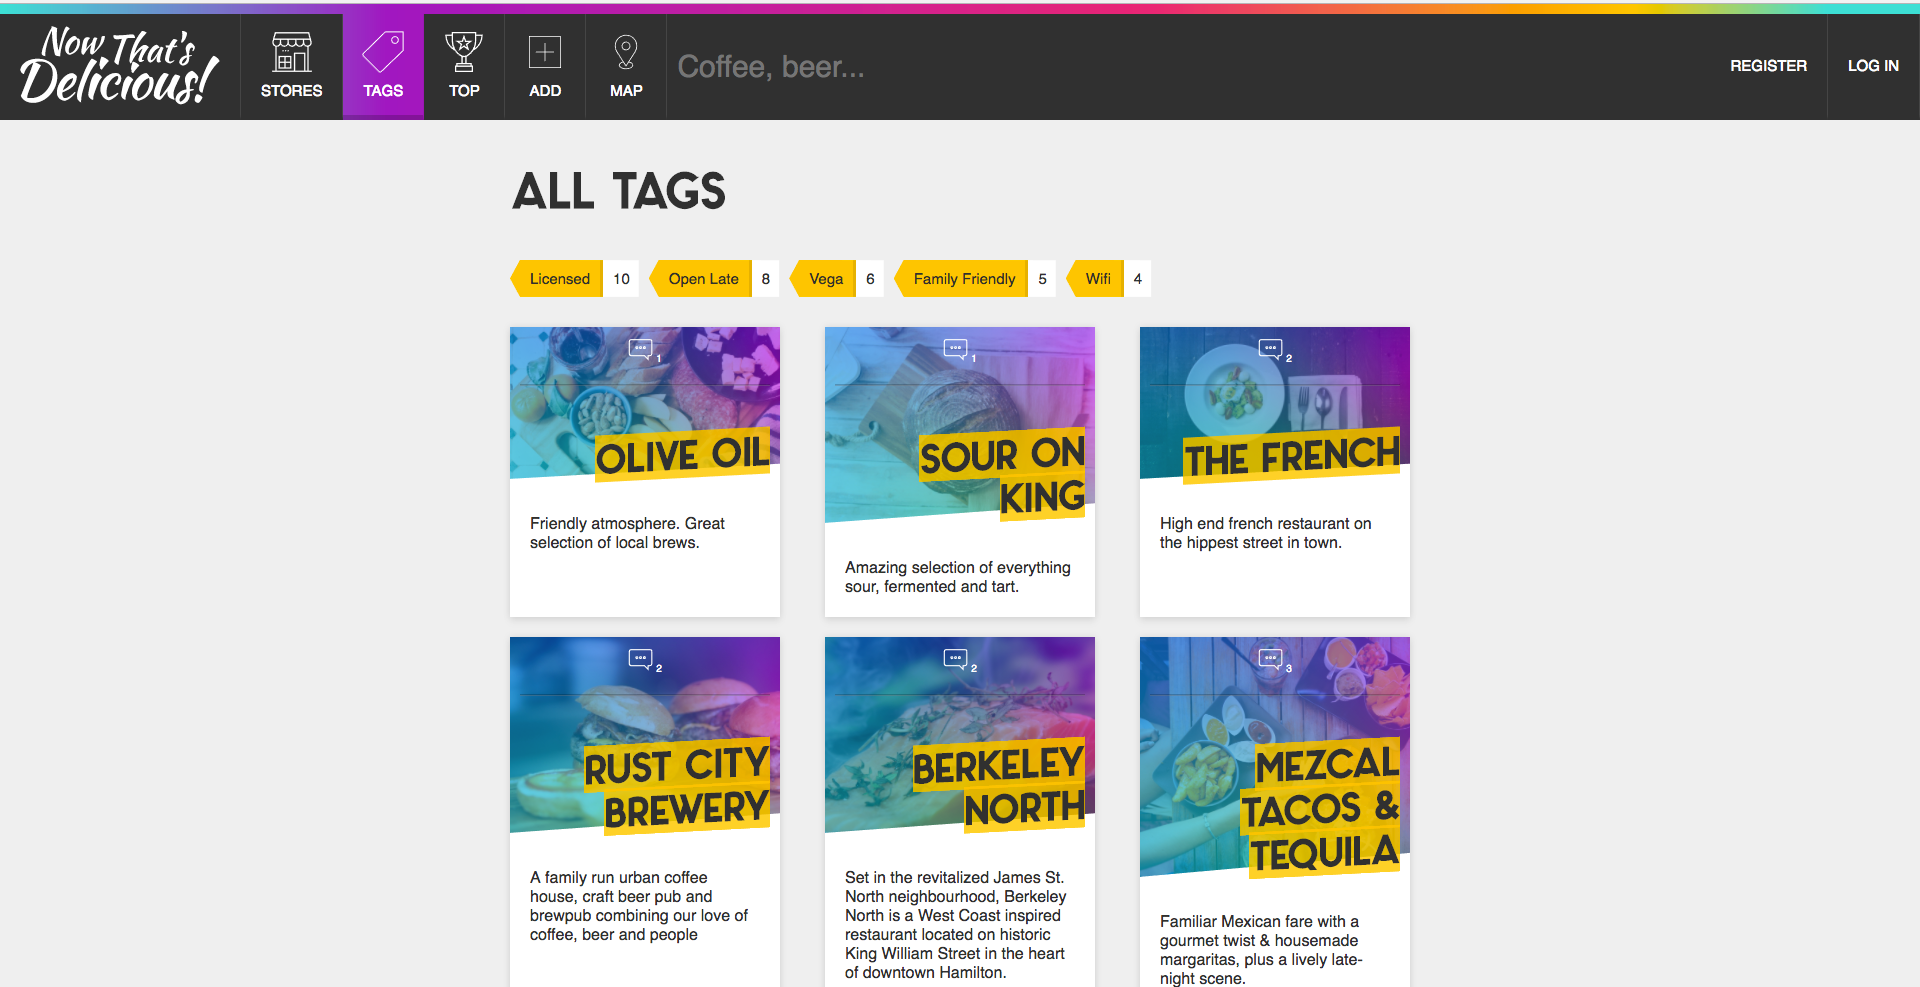 Now That's
Delicious!
STORES
TAGS
TOP
ADD
MAP
Coffee, beer...
REGISTER
LOG IN
ALL TAGS
Licensed 10
Open Late 8
Vega 6
Family Friendly 5
Wifi 4
1
OLIVE OIL
Friendly atmosphere. Great
selection of local brews.
1
SOUR ON
KING
Amazing selection of everything
sour, fermented and tart.
2
THE FRENCH
High end french restaurant on
the hippest street in town.
2
RUST CITY
BREWERY
A family run urban coffee
house, craft beer pub and
brewpub combining our love of
coffee, beer and people
2
BERKELEY
NORTH
Set in the revitalized James St.
North neighbourhood, Berkeley
North is a West Coast inspired
restaurant located on historic
King William Street in the heart
of downtown Hamilton.
3
MEZCAL
TACOS &
TEQUILA
Familiar Mexican fare with a
gourmet twist & housemade
margaritas, plus a lively late-
night scene.